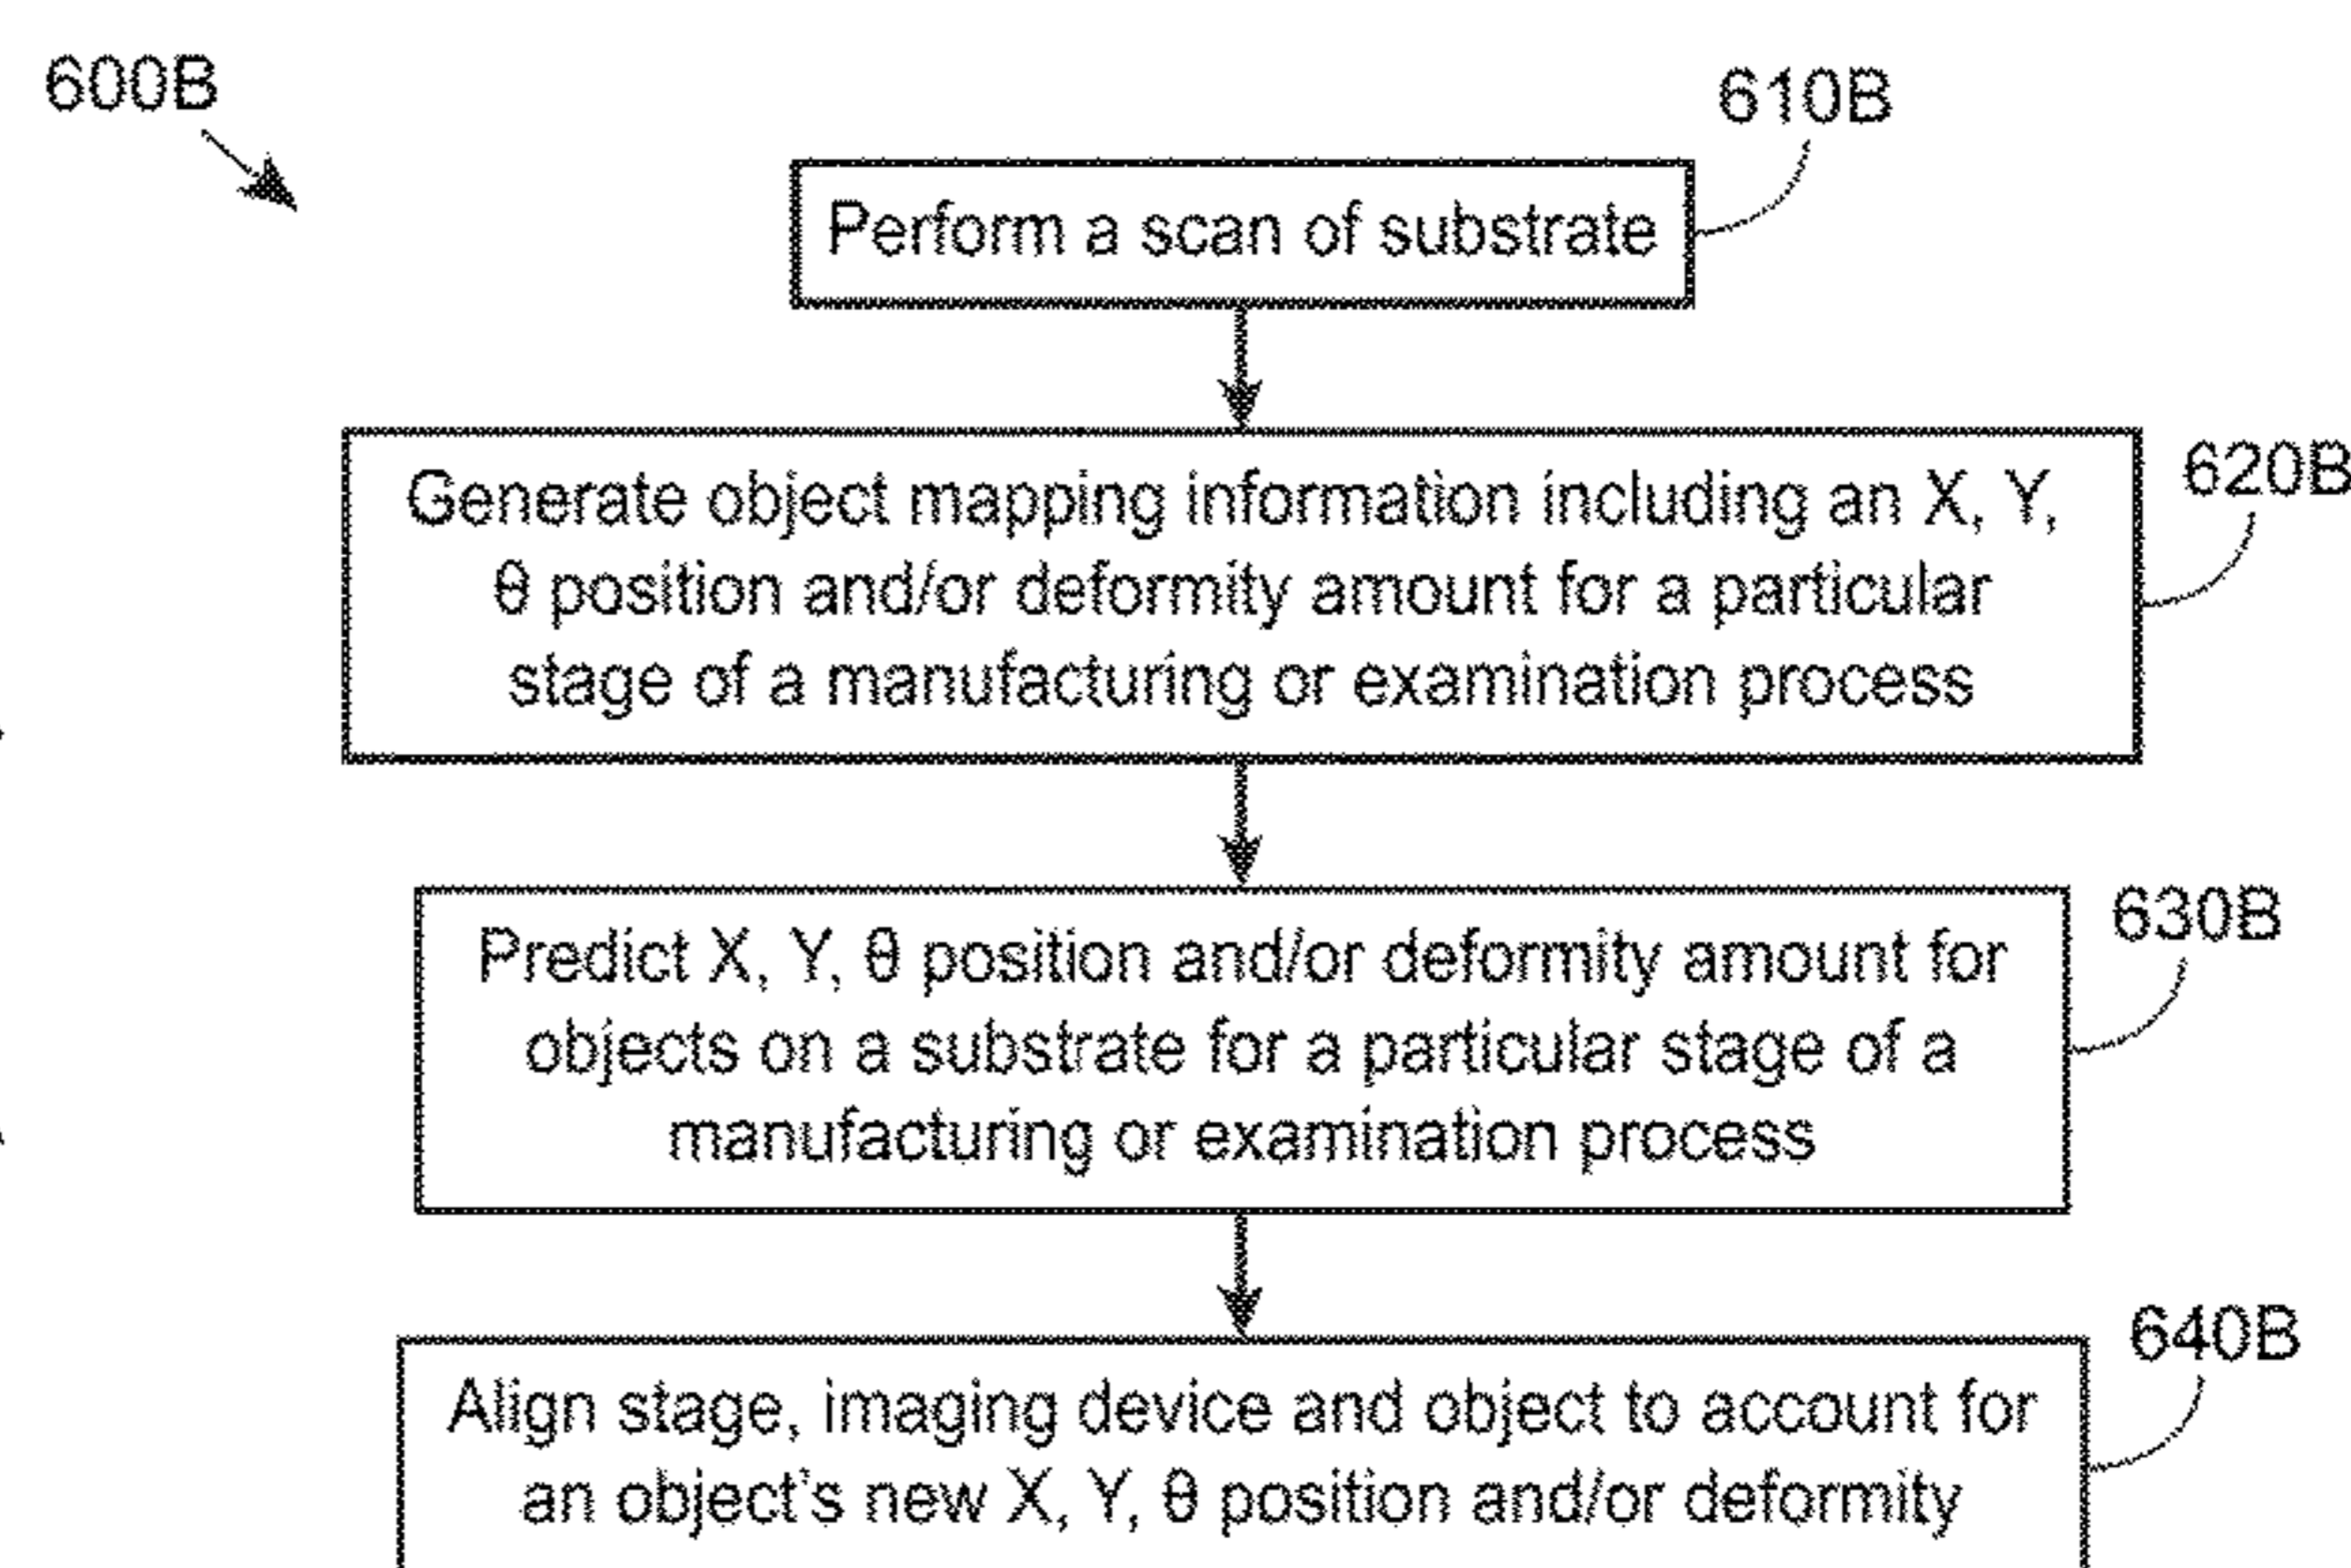 600B
610B
Perform a scan of substrate
620B
Generate object mapping information including an X, Y,
θ position and/or deformity amount for a particular
stage of a manufacturing or examination process
630B
Predict X, Y, θ position and/or deformity amount for
objects on a substrate for a particular stage of a
manufacturing or examination process
640B
Align stage, imaging device and object to account for
an object's new X, Y, θ position and/or deformity